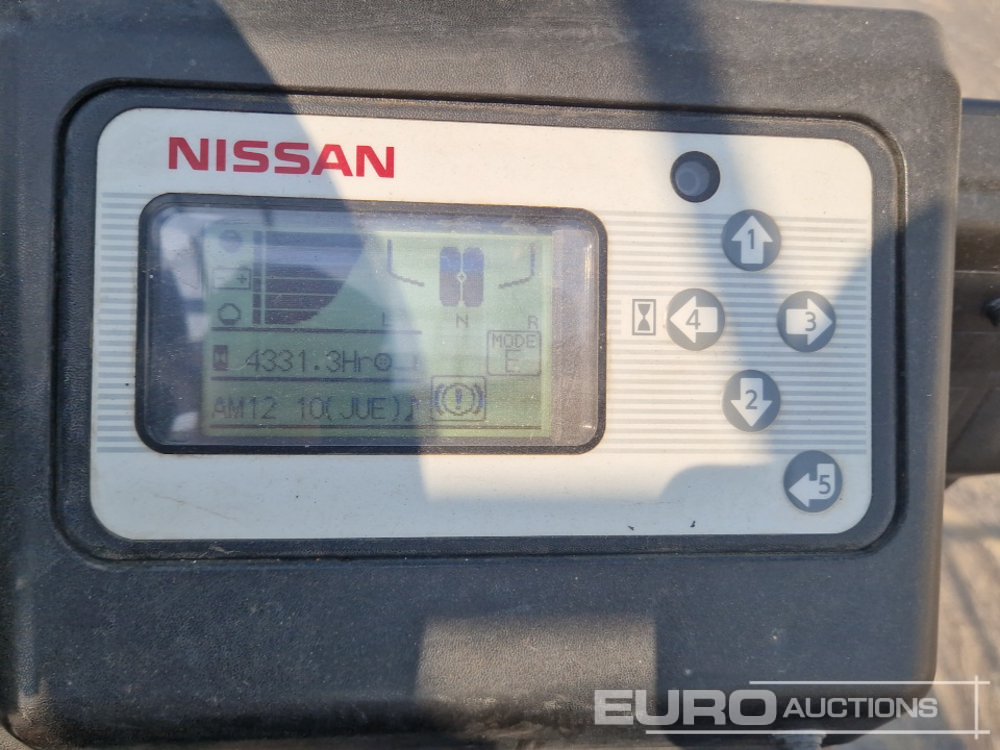 NISSAN
N
R
MODE
E
4331.3Hr
AM12 10(JUE)
1
4
3
2
5
EURO AUCTIONS